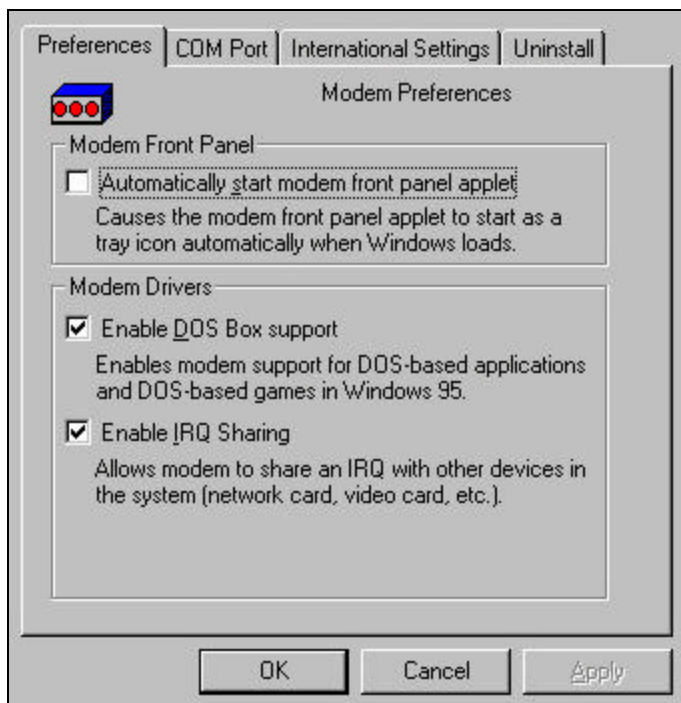 Preferences
COM Port
International Settings
Uninstall
Modem Preferences
Modem Front Panel
Automatically start modem front panel applet
Causes the modem front panel applet to start as a
tray icon automatically when Windows loads.
Modem Drivers
Enable DOS Box support
Enables modem support for DOS-based applications
and DOS-based games in Windows 95.
Enable IRQ Sharing
Allows modem to share an IRQ with other devices in
the system (network card, video card, etc.).
OK
Cancel
Apply